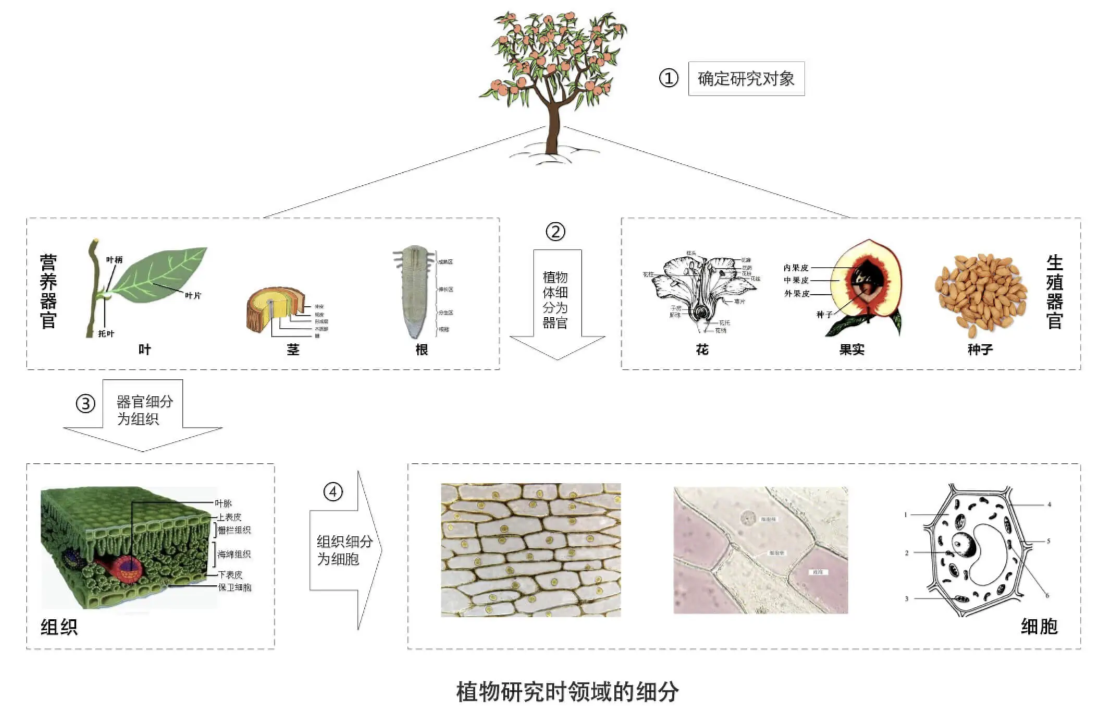 ①
确定研究对象
营养器官
叶柄
叶片
托叶
叶
茎
根
②
植物
体细
分为
器官
花
内果皮
中果皮
外果皮
种子
果实
种子
生殖器官
③
器官细分
为组织
叶脉
上表皮
栅栏组织
海绵组织
下表皮
保卫细胞
组织
④
组织细分
为细胞
1
2
3
4
5
6
细胞
植物研究时领域的细分